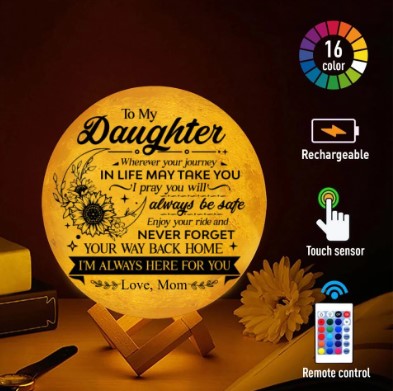 To My
Daughter
Wherever your journey
IN LIFE MAY TAKE YOU
I pray you will
always be safe
Enjoy your ride and
NEVER FORGET
YOUR WAY BACK HOME
I'M ALWAYS HERE FOR YOU
Love, Mom
16
color
Rechargeable
Touch sensor
Remote control